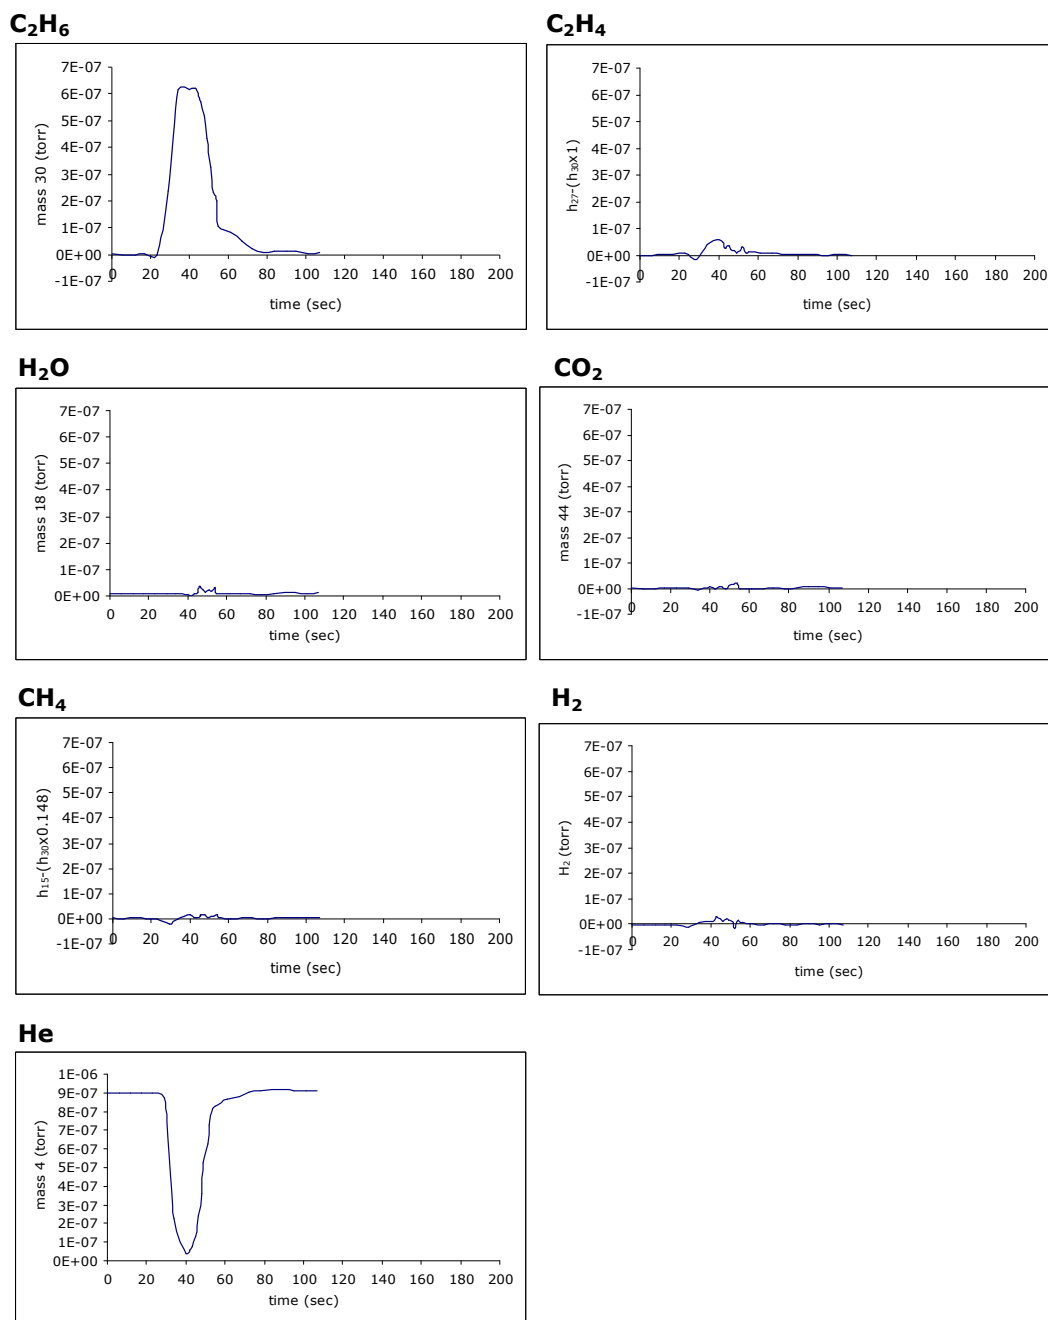 C₂H₆
7E-07
6E-07
5E-07
4E-07
3E-07
2E-07
1E-07
0E+00
-1E-07
0 20 40 60 80 100 120 140 160 180 200
mass 30 (torr)
time (sec)
C₂H₄
7E-07
6E-07
5E-07
4E-07
3E-07
2E-07
1E-07
0E+00
-1E-07
0 20 40 60 80 100 120 140 160 180 200
h₂₇-(h₃₀x1)
time (sec)
H₂O
7E-07
6E-07
5E-07
4E-07
3E-07
2E-07
1E-07
0E+00
0 20 40 60 80 100 120 140 160 180 200
mass 18 (torr)
time (sec)
CO₂
7E-07
6E-07
5E-07
4E-07
3E-07
2E-07
1E-07
0E+00
-1E-07
0 20 40 60 80 100 120 140 160 180 200
mass 44 (torr)
time (sec)
CH₄
7E-07
6E-07
5E-07
4E-07
3E-07
2E-07
1E-07
0E+00
-1E-07
0 20 40 60 80 100 120 140 160 180 200
h₁₅-(h₃₀x0.148)
time (sec)
H₂
7E-07
6E-07
5E-07
4E-07
3E-07
2E-07
1E-07
0E+00
-1E-07
0 20 40 60 80 100 120 140 160 180 200
H₂ (torr)
time (sec)
He
1E-06
9E-07
8E-07
7E-07
6E-07
5E-07
4E-07
3E-07
2E-07
1E-07
0E+00
0 20 40 60 80 100 120 140 160 180 200
mass 4 (torr)
time (sec)